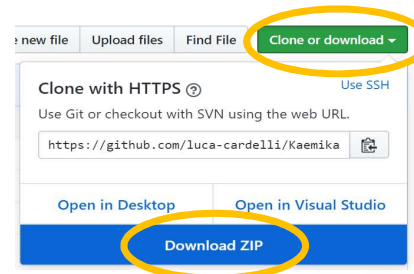 e new file Upload files Find File Clone or download
Clone with HTTPS ? Use SSH
Use Git or checkout with SVN using the web URL.
https://github.com/luca-cardelli/Kaemika
Open in Desktop Open in Visual Studio
Download ZIP